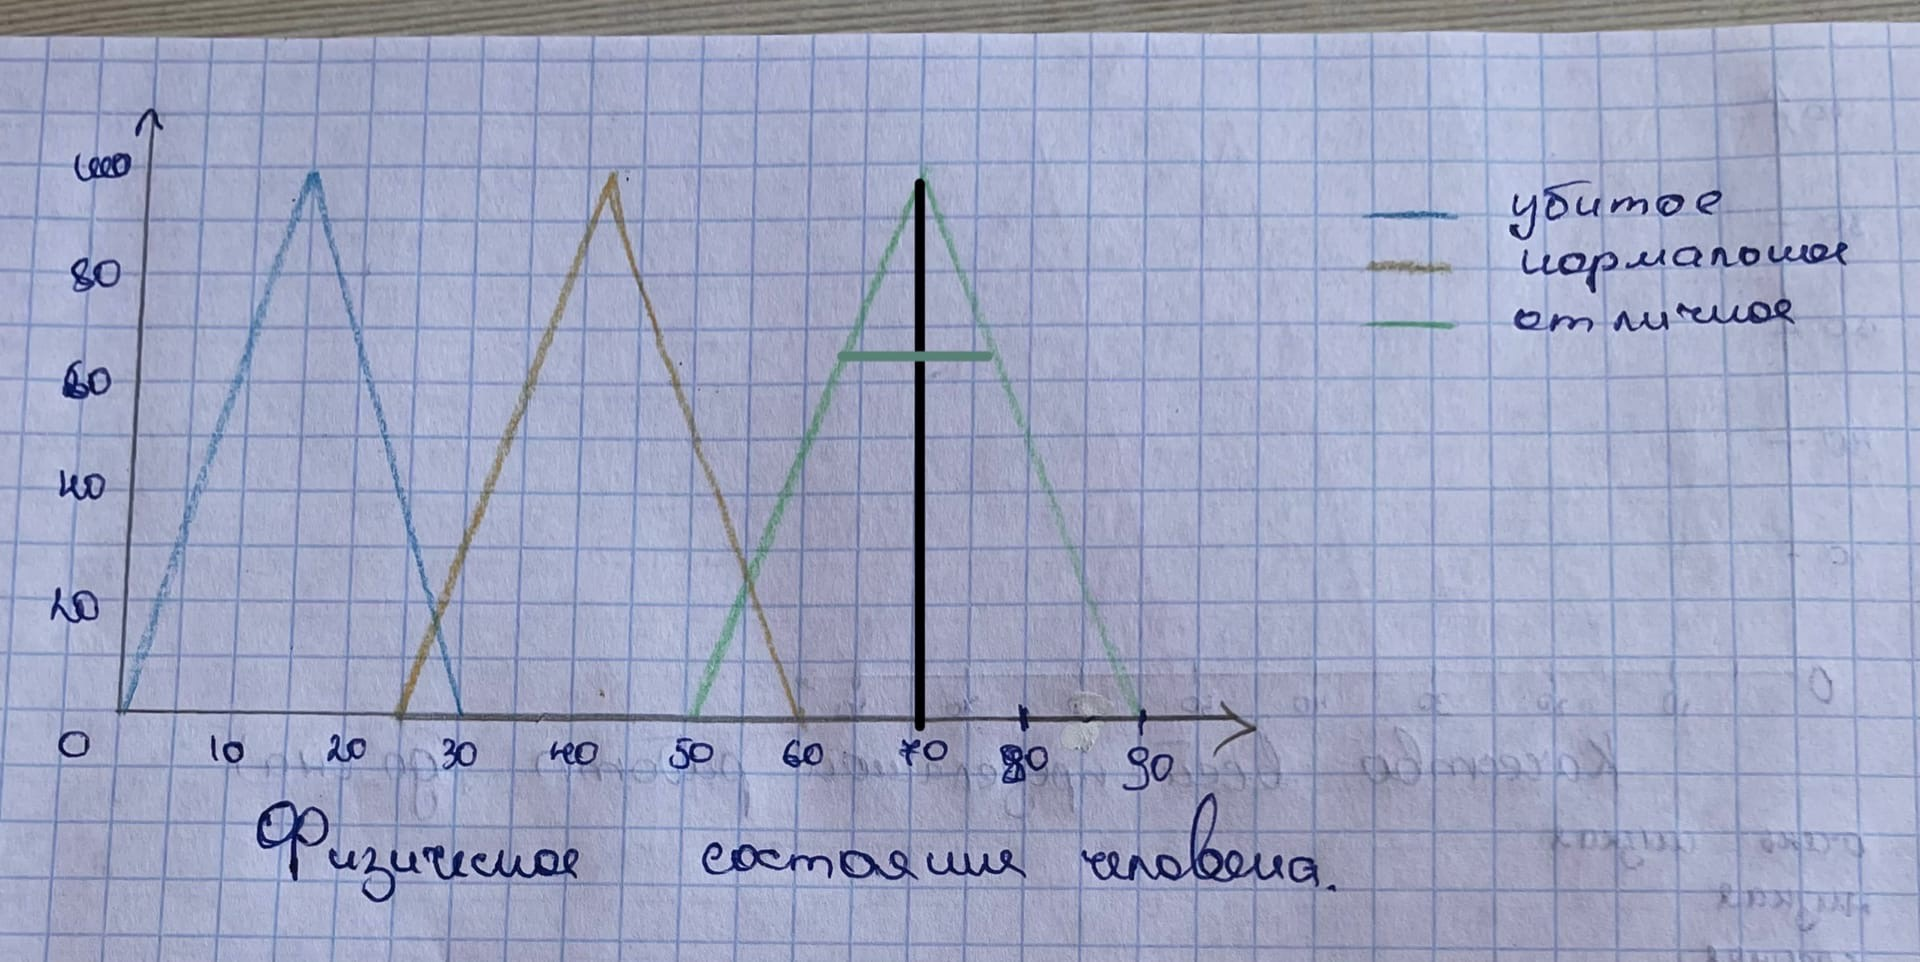 100
80
60
40
20
0 10 20 30 40 50 60 70 80 90
убитое
нормальное
отличное
Физическое состояние человека.